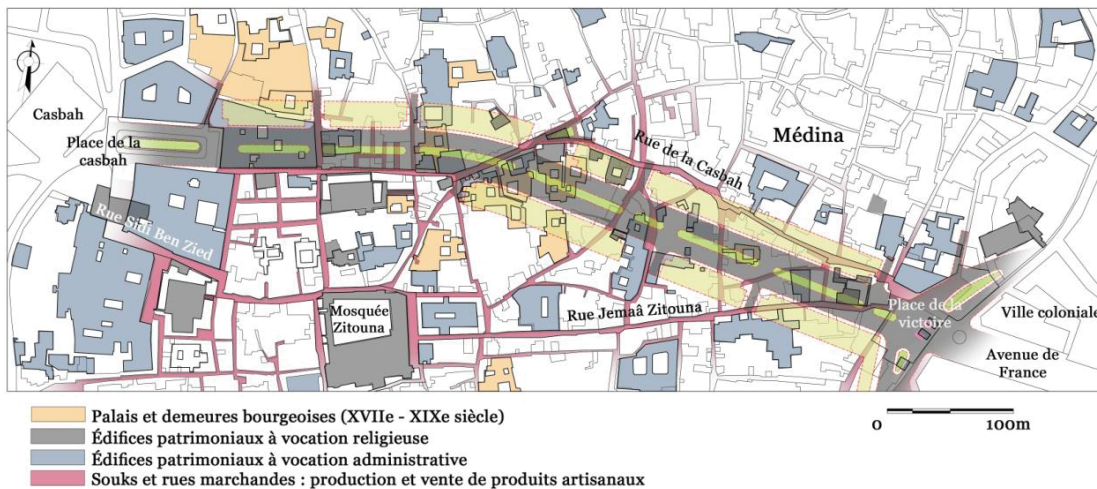 Casbah
Place de la
casbah
Rue Sidi Ben Zied
Mosquée
Zitouna
Rue Jemaâ Zitouna
Rue de la Casbah
Médina
Place de la
victoire
Ville coloniale
Avenue de
France
Palais et demeures bourgeoises (XVIIe - XIXe siècle)
Édifices patrimoniaux à vocation religieuse
Édifices patrimoniaux à vocation administrative
Souks et rues marchandes : production et vente de produits artisanaux
0 100m